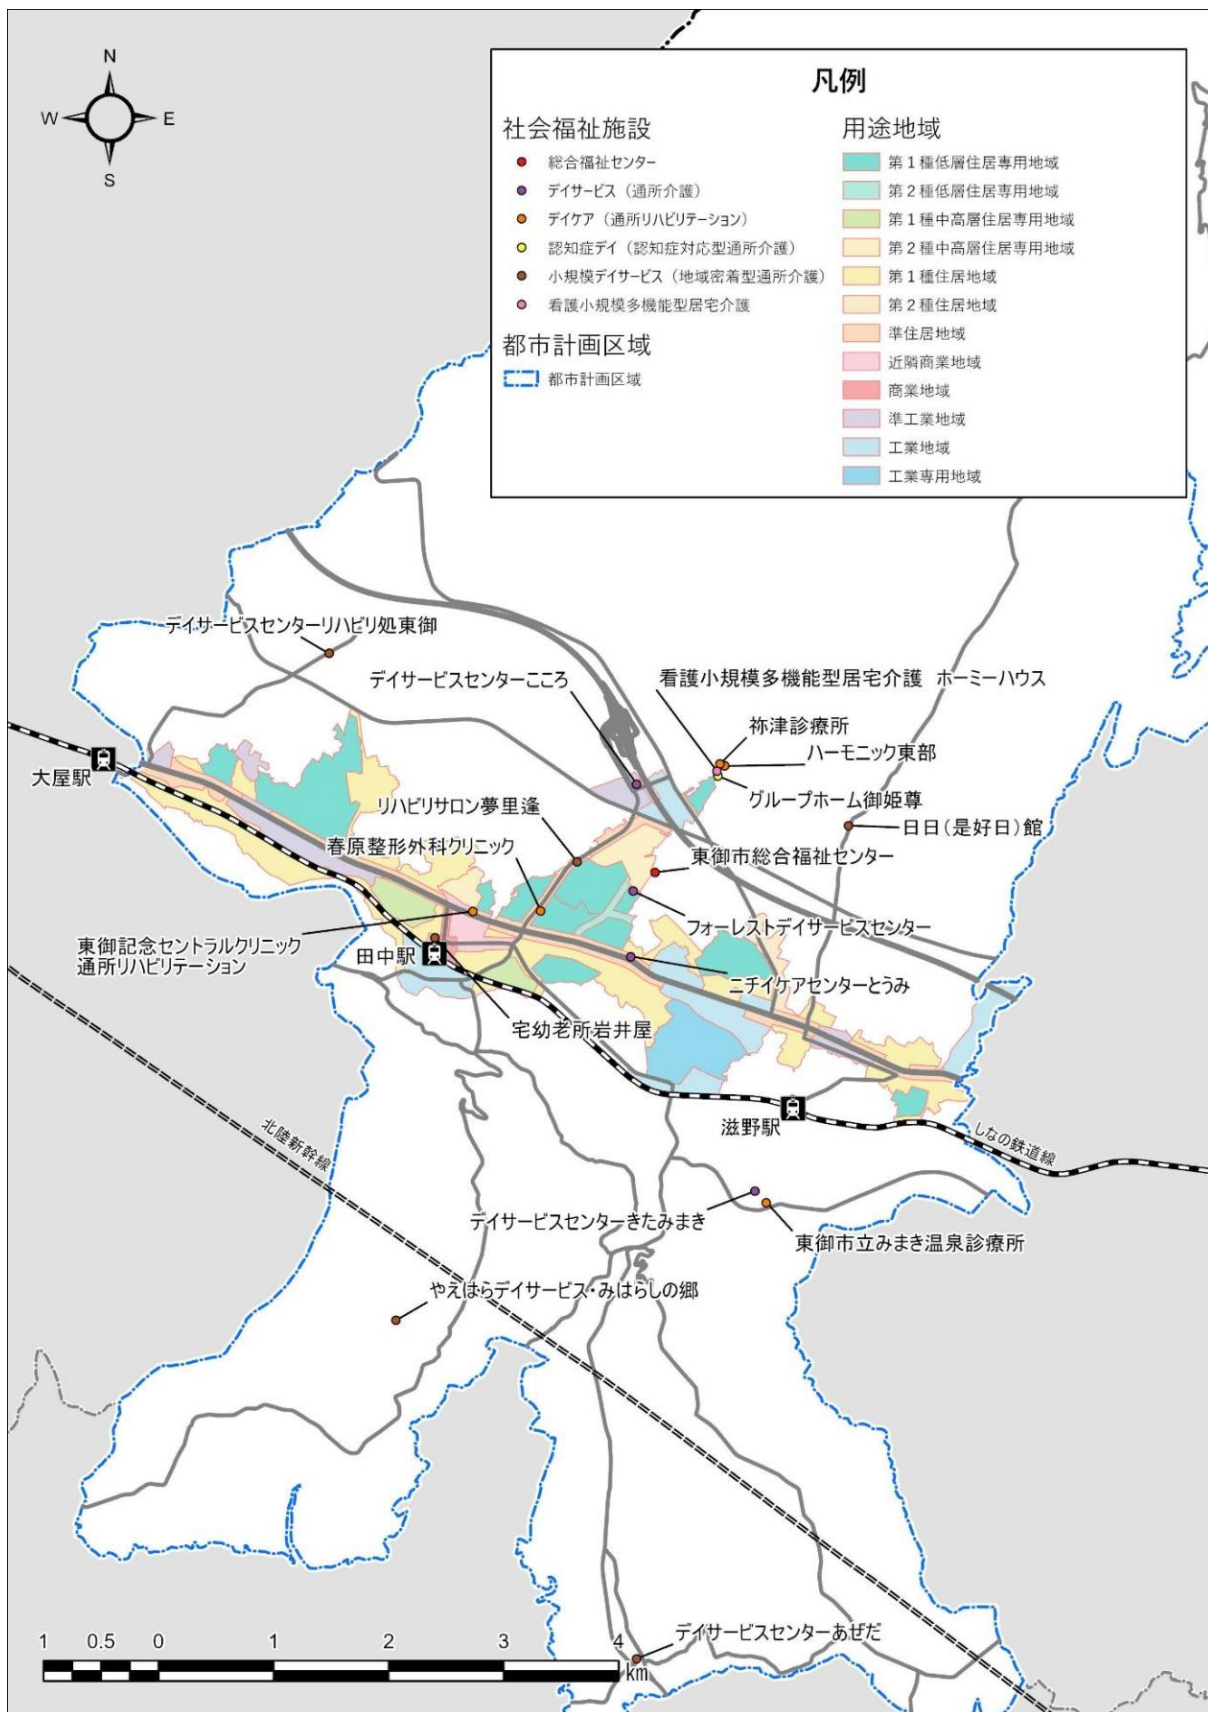 N
W
E
S
凡例
社会福祉施設
総合福祉センター
デイサービス（通所介護）
デイケア（通所リハビリテーション）
認知症デイ（認知症対応型通所介護）
小規模デイサービス（地域密着型通所介護）
看護小規模多機能型居宅介護
都市計画区域
都市計画区域
用途地域
第１種低層住居専用地域
第２種低層住居専用地域
第１種中高層住居専用地域
第２種中高層住居専用地域
第１種住居地域
第２種住居地域
準住居地域
近隣商業地域
商業地域
準工業地域
工業地域
工業専用地域
デイサービスセンターリハビリ処東御
デイサービスセンターこころ
看護小規模多機能型居宅介護 ホーミーハウス
祢津診療所
ハーモニック東部
大屋駅
グループホーム御姫尊
リハビリサロン夢里逢
日日（是好日）館
春原整形外科クリニック
東御市総合福祉センター
フォーレストデイサービスセンター
東御記念セントラルクリニック
通所リハビリテーション
田中駅
ニチイケアセンターとうみ
宅幼老所岩井屋
滋野駅
しなの鉄道線
北陸新幹線
デイサービスセンターきたみまき
東御市立みまき温泉診療所
やえはらデイサービス・みはらしの郷
デイサービスセンターあぜだ
1 0.5 0 1 2 3 4
km